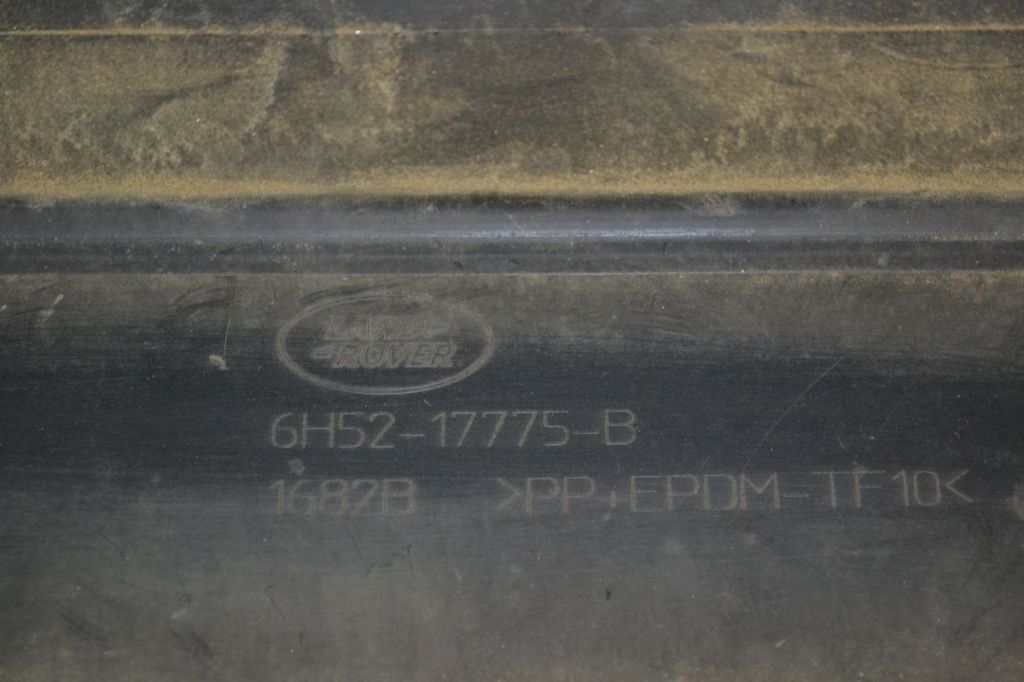 LAND-
-ROVER
6H52-17775-B
1682B >PP+EPDM-TF10<